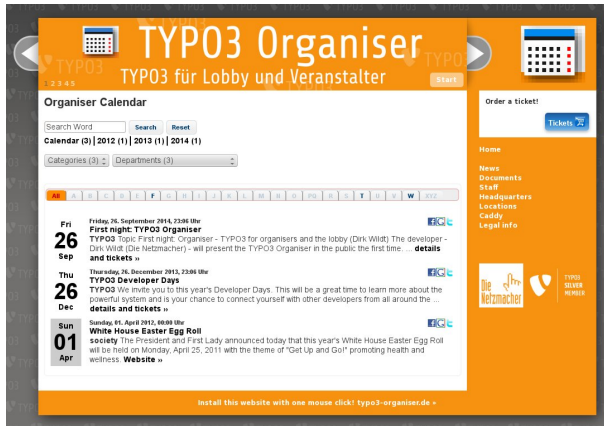 TYPO3 Organiser
TYPO3 für Lobby und Veranstalter
1 2 3 4 5
Start
Organiser Calendar
Search Word
Search
Reset
Calendar (3) | 2012 (1) | 2013 (1) | 2014 (1)
Categories (3)
Departments (3)
All A B C D E F G H I J K L M N O PQ R S T U V W XYZ
Fri
26
Sep
Friday, 26. September 2014, 23:06 Uhr
First night: TYPO3 Organiser
TYPO3 Topic First night: Organiser - TYPO3 for organisers and the lobby (Dirk Wildt) The developer -
Dirk Wildt (Die Netzmacher) - will present the TYPO3 Organiser in the public the first time. ... details
and tickets »
Thu
26
Dec
Thursday, 26. December 2013, 23:06 Uhr
TYPO3 Developer Days
TYPO3 We invite you to this year's Developer Days. This will be a great time to learn more about the
powerful system and is your chance to connect yourself with other developers from all around the ...
details and tickets »
Sun
01
Apr
Sunday, 01. April 2012, 00:00 Uhr
White House Easter Egg Roll
society The President and First Lady announced today that this year's White House Easter Egg Roll
will be held on Monday, April 25, 2011 with the theme of "Get Up and Go!" promoting health and
wellness. Website »
Order a ticket!
Tickets
Home
News
Documents
Staff
Headquarters
Locations
Caddy
Legal info
Die
Netzmacher
TYPO3
SILVER
MEMBER
Install this website with one mouse click! typo3-organiser.de »